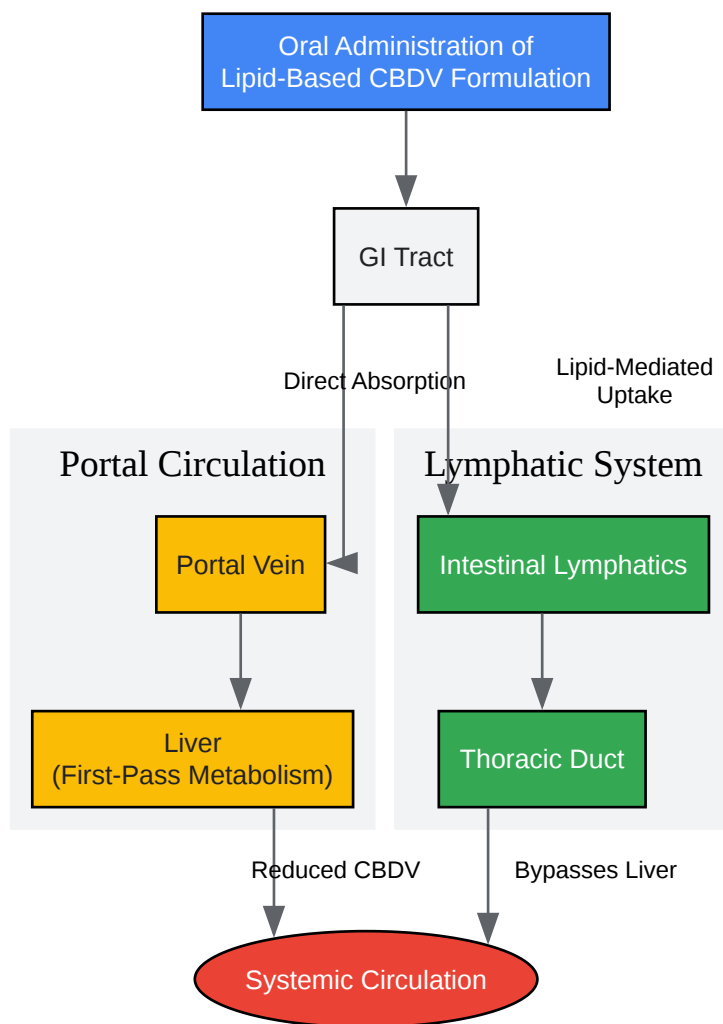 Oral Administration of
Lipid-Based CBDV Formulation
GI Tract
Direct Absorption
Lipid-Mediated
Uptake
Portal Circulation
Lymphatic System
Portal Vein
Intestinal Lymphatics
Liver
(First-Pass Metabolism)
Thoracic Duct
Reduced CBDV
Bypasses Liver
Systemic Circulation